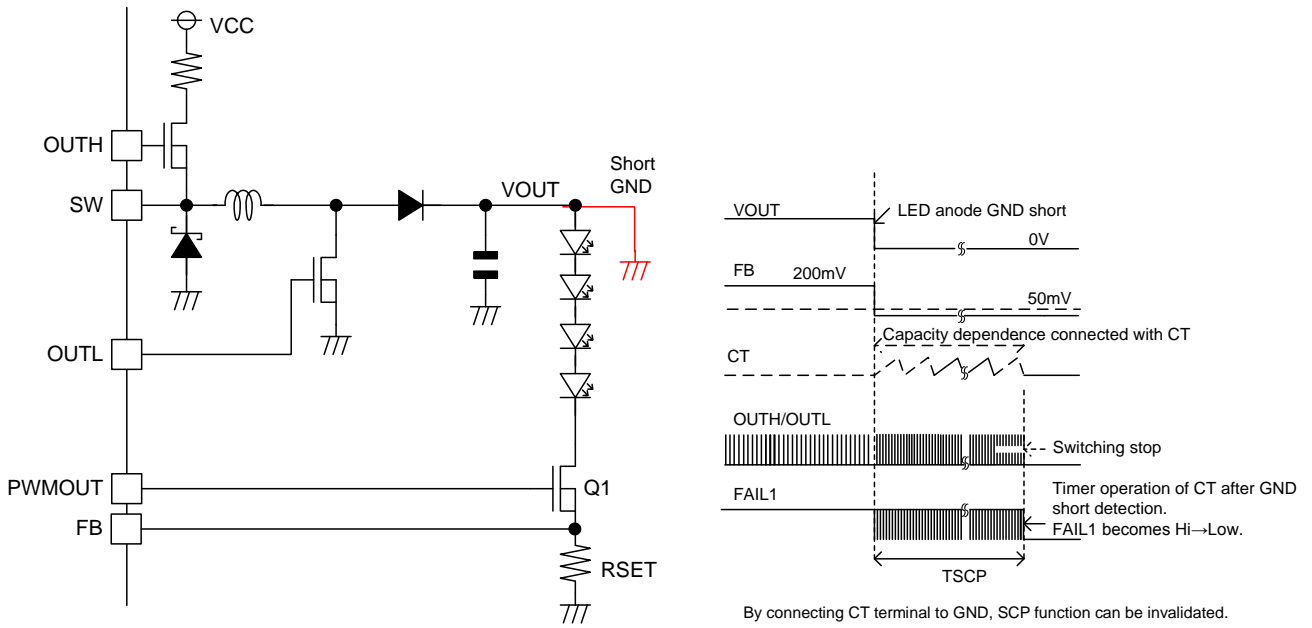 VCC
OUTH
SW
Short
GND
VOUT
OUTL
PWMOUT
Q1
FB
RSET
VOUT
LED anode GND short
0V
FB
200mV
50mV
Capacity dependence connected with CT
CT
OUTH/OUTL
Switching stop
FAIL1
Timer operation of CT after GND
short detection.
FAIL1 becomes Hi→Low.
TSCP
By connecting CT terminal to GND, SCP function can be invalidated.